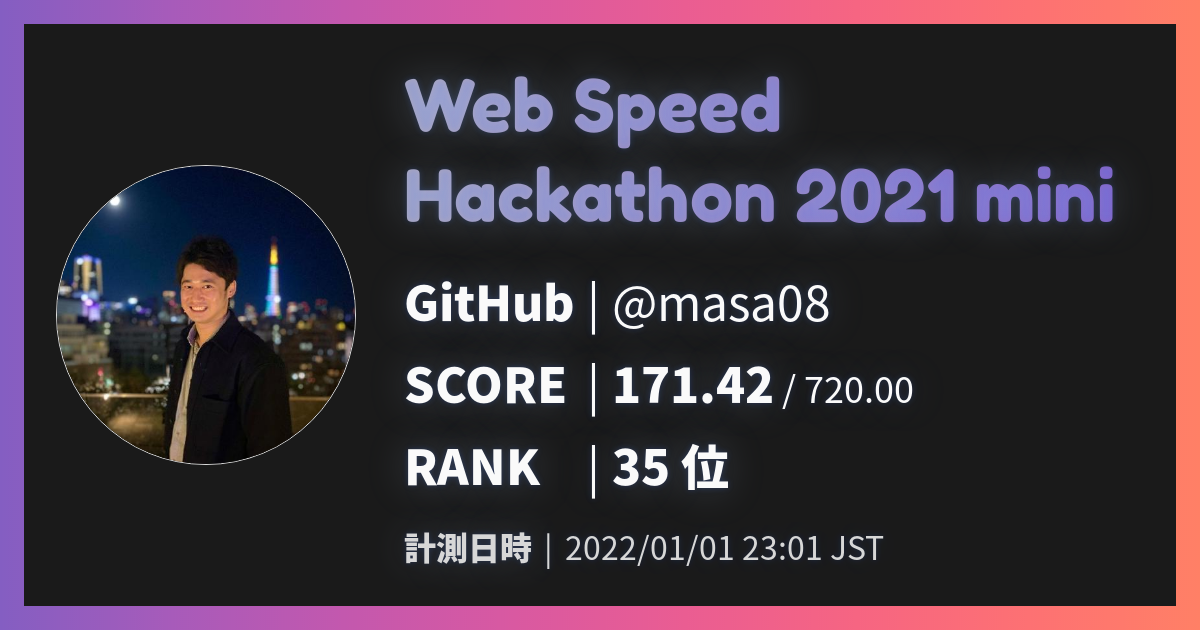 Web Speed
Hackathon 2021 mini
GitHub | @masa08
SCORE | 171.42 / 720.00
RANK | 35 位
計測日時 | 2022/01/01 23:01 JST